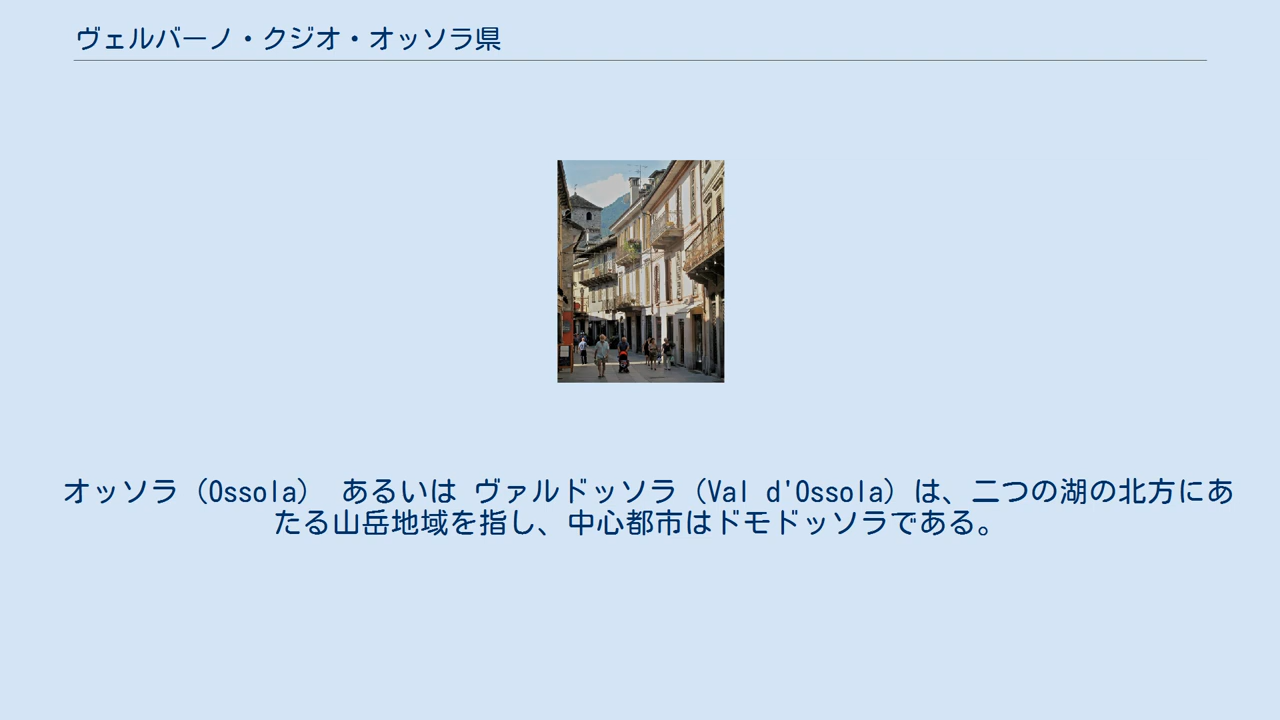 ヴェルバーノ・クジオ・オッソラ県
オッソラ（Ossola） あるいは ヴァルドッソラ（Val d'Ossola）は、二つの湖の北方にあ
たる山岳地域を指し、中心都市はドモドッソラである。